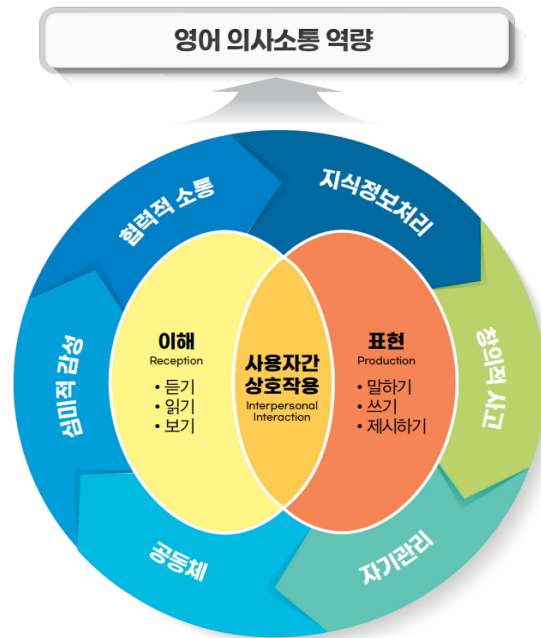 영어 의사소통 역량
협력적 소통
지식정보처리
창의적 사고
자기관리
공동체
심미적 감성
이해
Reception
• 듣기
• 읽기
• 보기
사용자간
상호작용
Interpersonal
Interaction
표현
Production
• 말하기
• 쓰기
• 제시하기